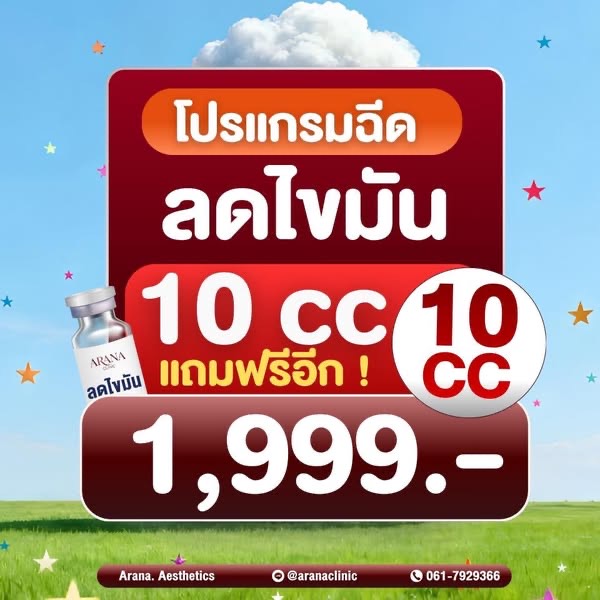 โปรแกรมฉีด
ลดไขมัน
10 cc
แถมฟรีอีก !
10
CC
ARANA
CLINIC
ลดไขมัน
1,999.-
Arana. Aesthetics
@aranaclinic
061-7929366